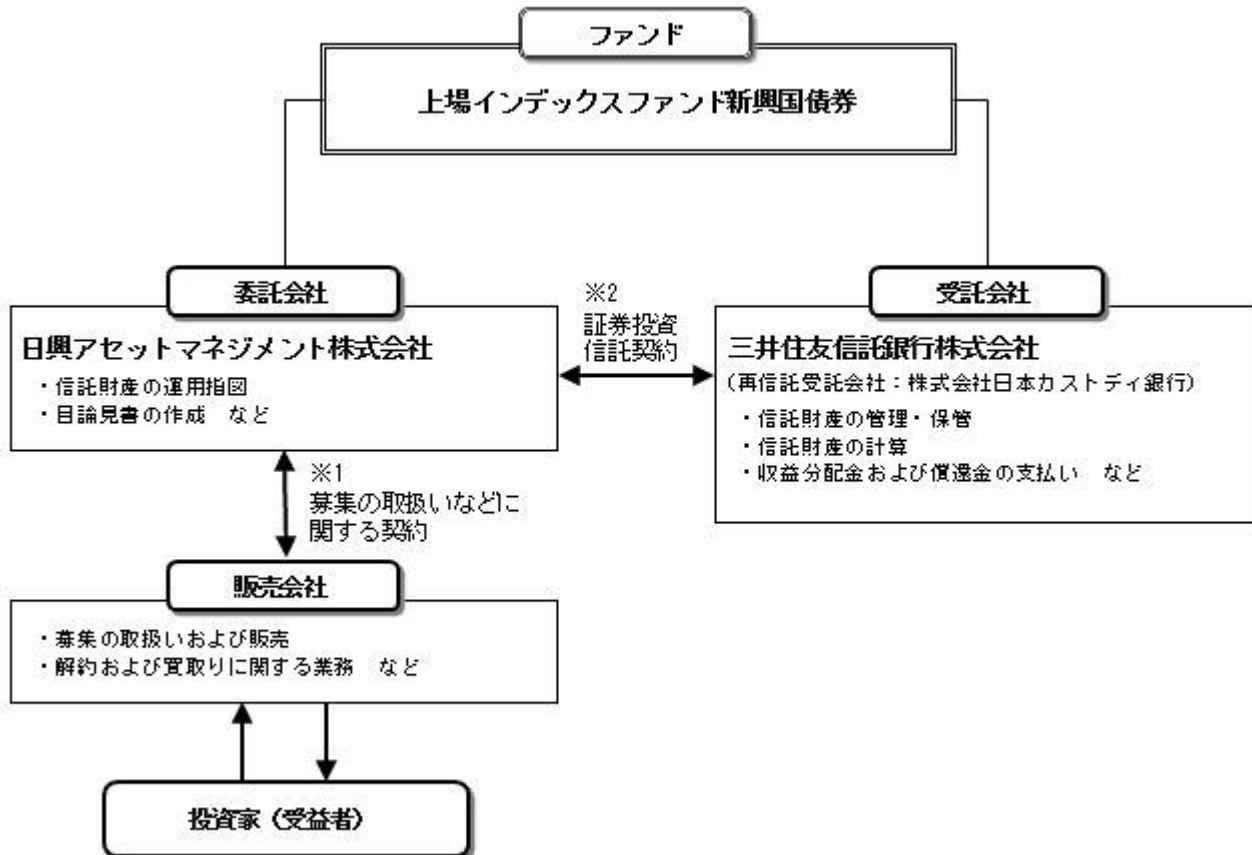 ファンド
上場インデックスファンド新興国債券
委託会社
日興アセットマネジメント株式会社
・信託財産の運用指図
・目論見書の作成　など
※2
証券投資
信託契約
受託会社
三井住友信託銀行株式会社
（再信託受託会社：株式会社日本カストディ銀行）
・信託財産の管理・保管
・信託財産の計算
・収益分配金および償還金の支払い　など
※1
募集の取扱いなどに
関する契約
販売会社
・募集の取扱いおよび販売
・解約および買取りに関する業務　など
投資家（受益者）